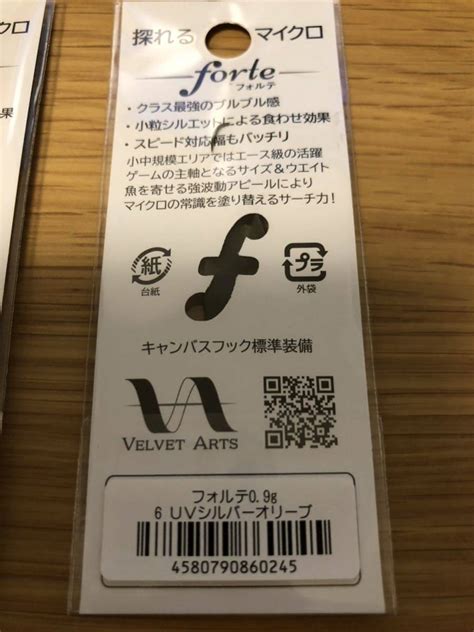 探れる マイクロ
forte
フォルテ
・クラス最強のブルブル感
・小粒シルエットによる食わせ効果
・スピード対応幅もバッチリ
小中規模エリアではエース級の活躍
ゲームの主軸となるサイズ&ウエイト
魚を寄せる強波動アピールにより
マイクロの常識を塗り替えるサーチ力!
紙
台紙
f
プラ
外袋
キャンバスフック標準装備
VELVET ARTS
フォルテ0.9g
6 UVシルバーオリーブ
4580790860245
ロ
果